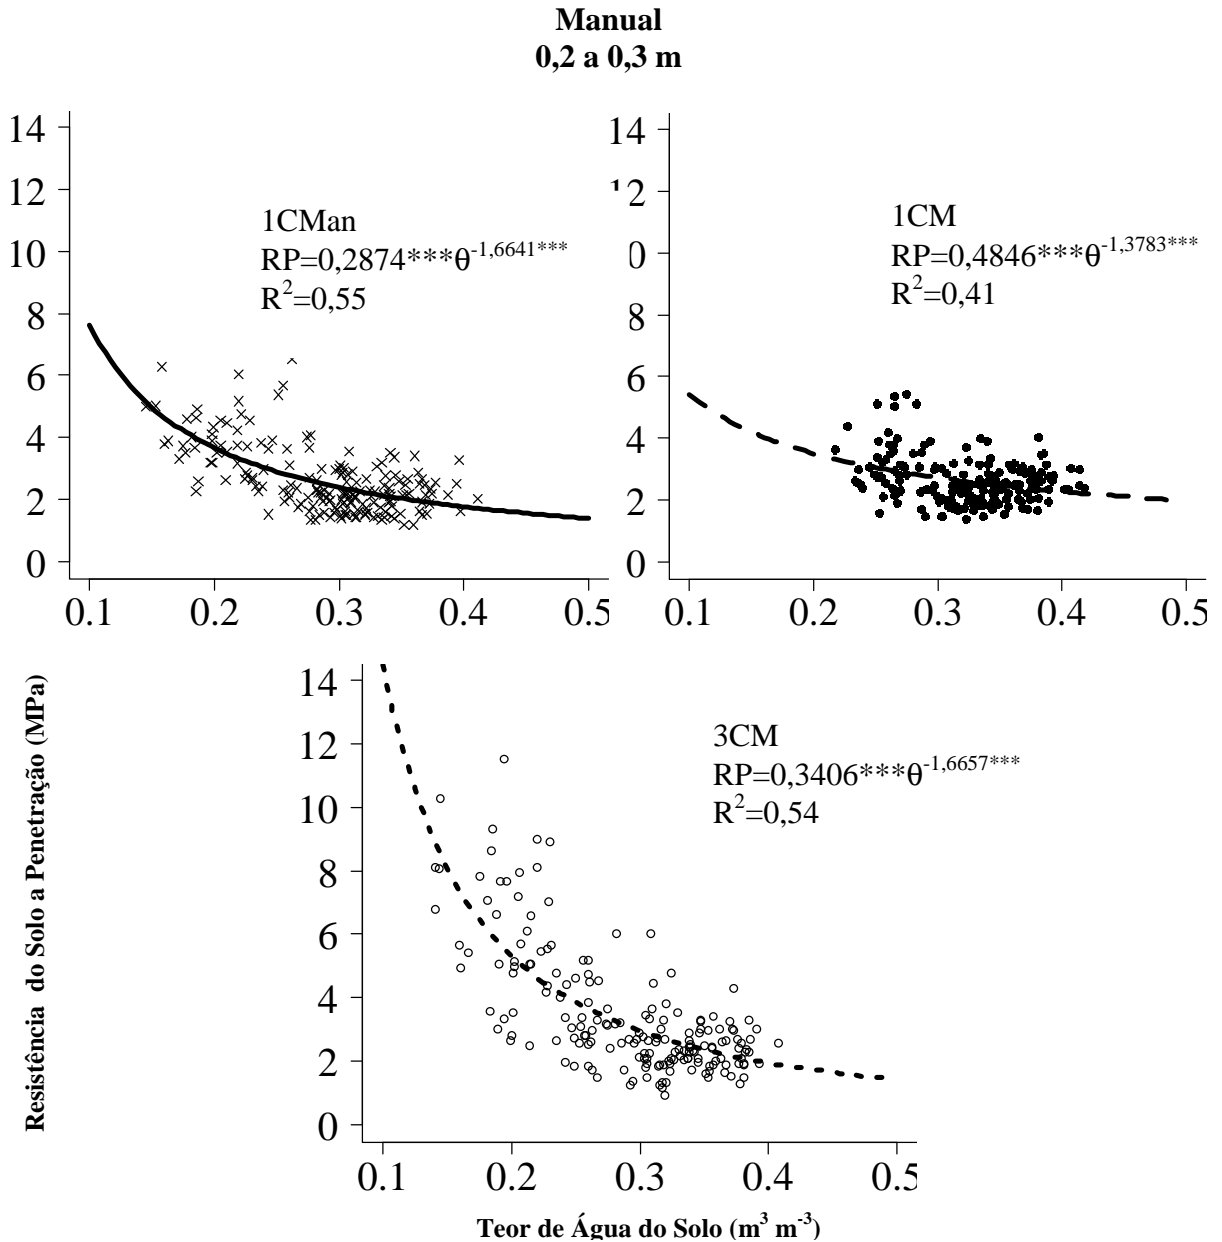 Manual
0,2 a 0,3 m
14
12
10
8
6
4
2
0
1CMan
RP=0,2874***θ^-1,6641***
R²=0,55
0.1 0.2 0.3 0.4 0.5
14
12
0
8
6
4
2
0
1CM
RP=0,4846***θ^-1,3783***
R²=0,41
0.1 0.2 0.3 0.4 0.5
Resistência do Solo a Penetração (MPa)
14
12
10
8
6
4
2
0
3CM
RP=0,3406***θ^-1,6657***
R²=0,54
0.1 0.2 0.3 0.4 0.5
Teor de Água do Solo (m³ m⁻³)